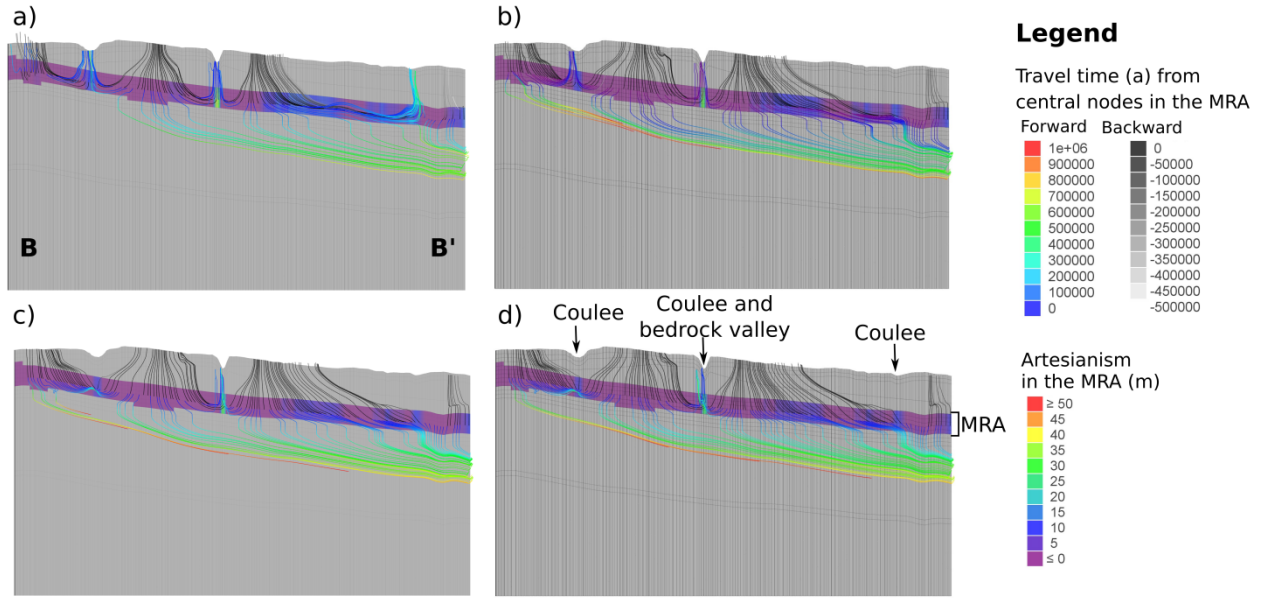 a)
b)
B
B'
c)
d)
Coulee
Coulee and
bedrock valley
Coulee
MRA
Legend
Travel time (a) from
central nodes in the MRA
Forward Backward
1e+06 0
900000 -50000
800000 -100000
700000 -150000
600000 -200000
500000 -250000
400000 -300000
300000 -350000
200000 -400000
100000 -450000
0 -500000
Artesianism
in the MRA (m)
≥ 50
45
40
35
30
25
20
15
10
5
≤ 0